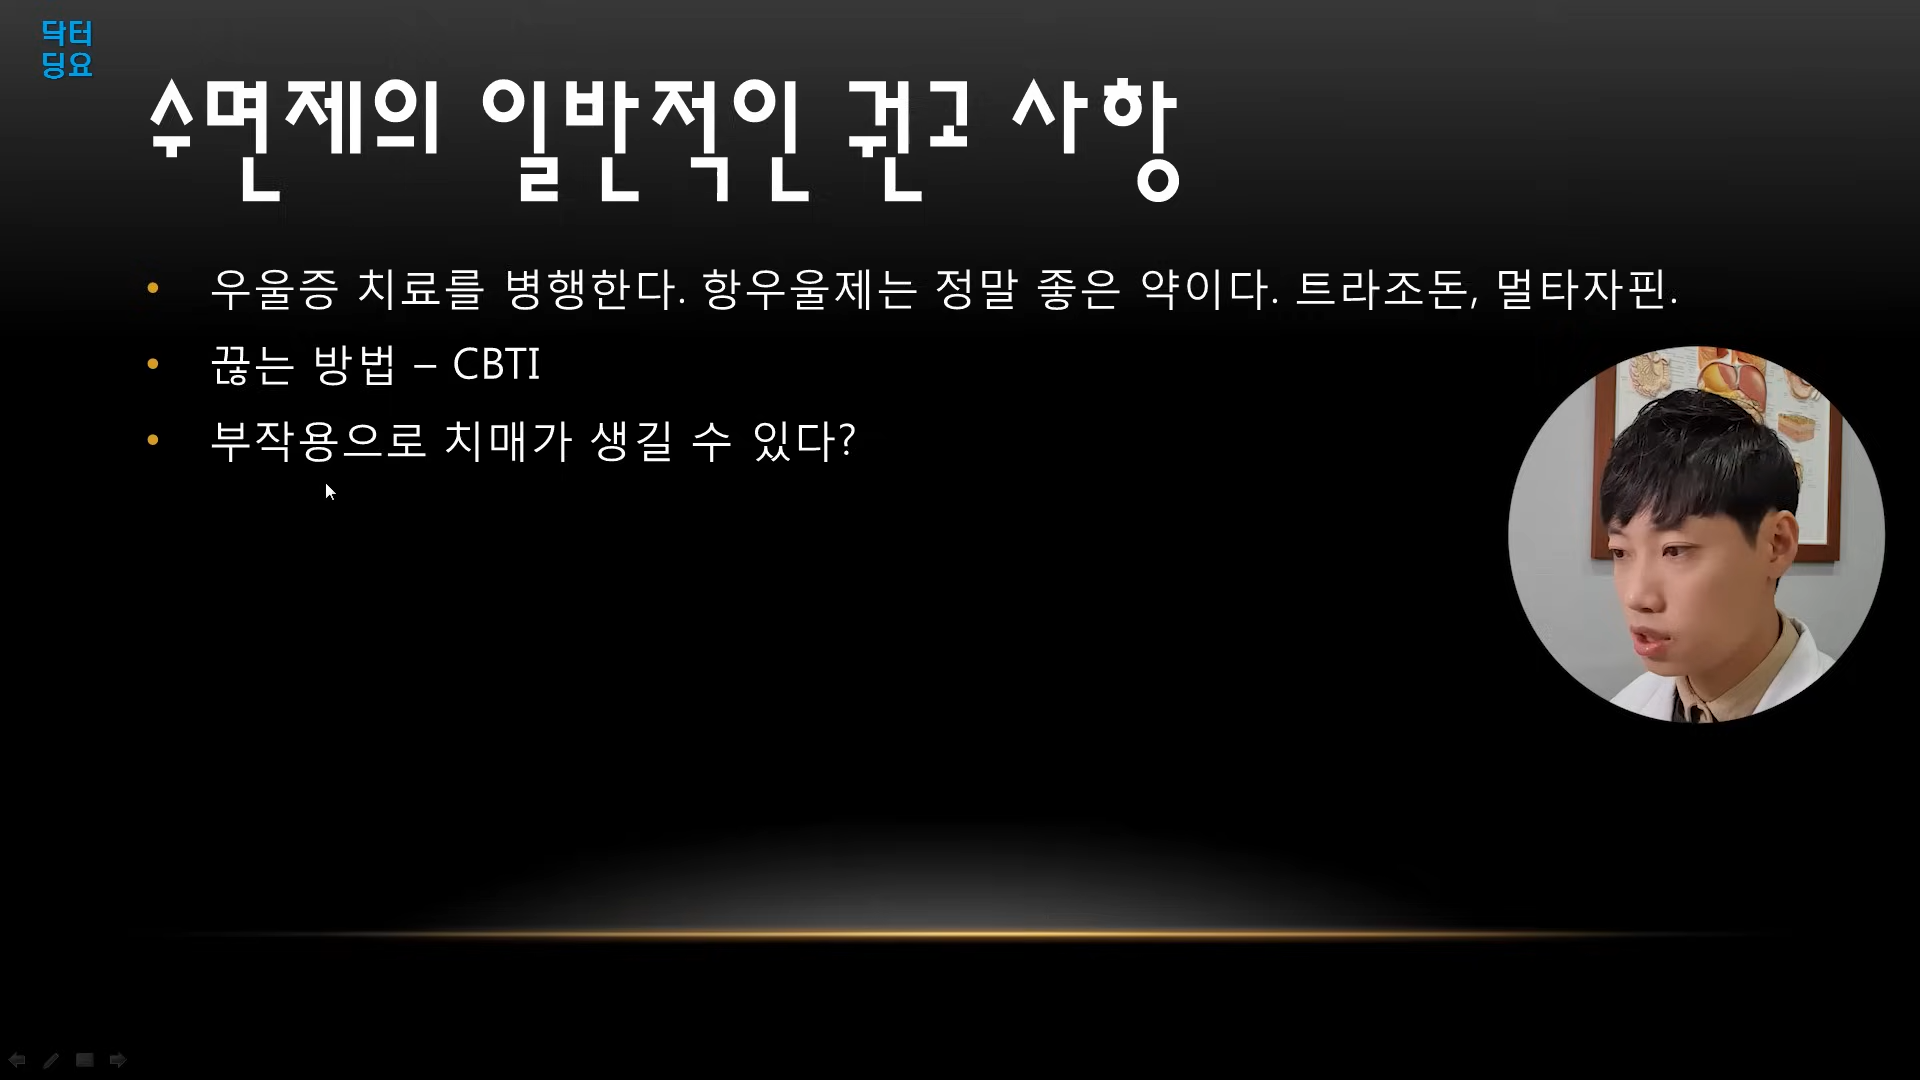 닥터
딩요
수면제의 일반적인 권고 사항
• 우울증 치료를 병행한다. 항우울제는 정말 좋은 약이다. 트라조돈, 멀타자핀.
• 끊는 방법 – CBTI
• 부작용으로 치매가 생길 수 있다?